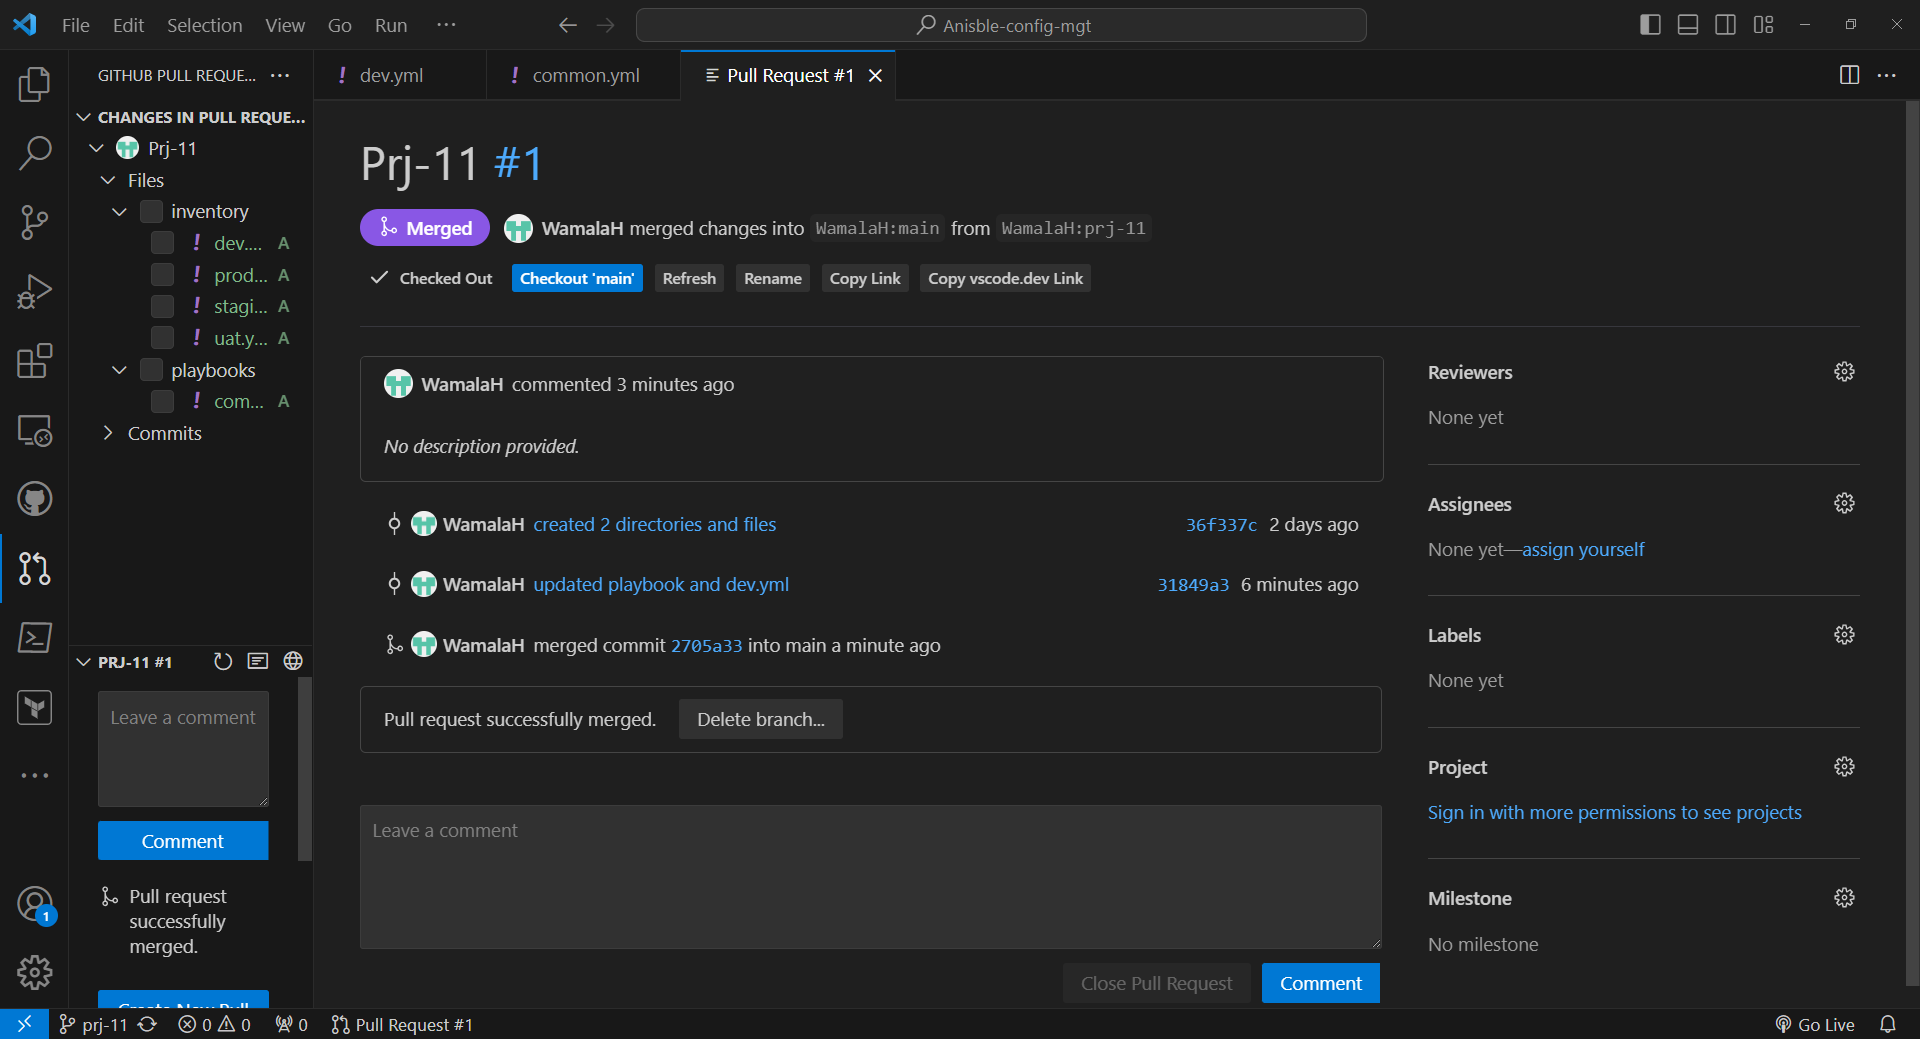 File Edit Selection View Go Run ···
Anisble-config-mgt
GITHUB PULL REQUE... ···
CHANGES IN PULL REQUE...
Prj-11
Files
inventory
! dev.... A
! prod... A
! stagi... A
! uat.y... A
playbooks
! com... A
Commits
PRJ-11 #1
Leave a comment
Comment
Pull request
successfully
merged.
Create New Pull
! dev.yml
! common.yml
Pull Request #1
Prj-11 #1
Merged WamalaH merged changes into WamalaH:main from WamalaH:prj-11
Checked Out Checkout 'main' Refresh Rename Copy Link Copy vscode.dev Link
WamalaH commented 3 minutes ago
No description provided.
WamalaH created 2 directories and files 36f337c 2 days ago
WamalaH updated playbook and dev.yml 31849a3 6 minutes ago
WamalaH merged commit 2705a33 into main a minute ago
Pull request successfully merged. Delete branch...
Leave a comment
Close Pull Request Comment
Reviewers
None yet
Assignees
None yet—assign yourself
Labels
None yet
Project
Sign in with more permissions to see projects
Milestone
No milestone
1
prj-11 0 0 0 Pull Request #1 Go Live